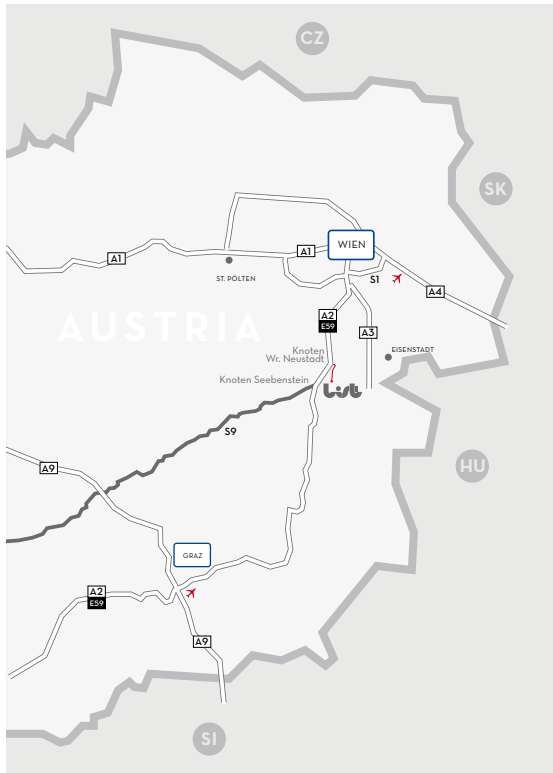 CZ
SK
WIEN
A1
A1
S1
ST. PÖLTEN
A4
A2
E59
A3
AUSTRIA
EISENSTADT
Knoten
Wr. Neustadt
Knoten Seebenstein
List
S9
HU
A9
GRAZ
A2
E59
A9
SI